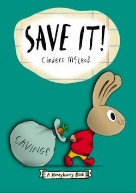 SAVE IT!
Cinders McLeod
SAVINGS
A Moneybunny Book